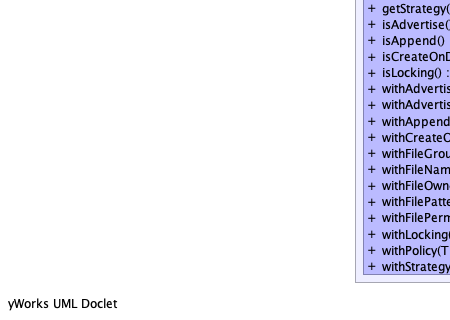 + getStrategy(
+ isAdvertise(
+ isAppend()
+ isCreateOnD
+ isLocking() :
+ withAdvertis
+ withAdvertis
+ withAppend
+ withCreateO
+ withFileGrou
+ withFileNam
+ withFileOwne
+ withFilePatte
+ withFilePerm
+ withLocking(
+ withPolicy(T
+ withStrategy
yWorks UML Doclet